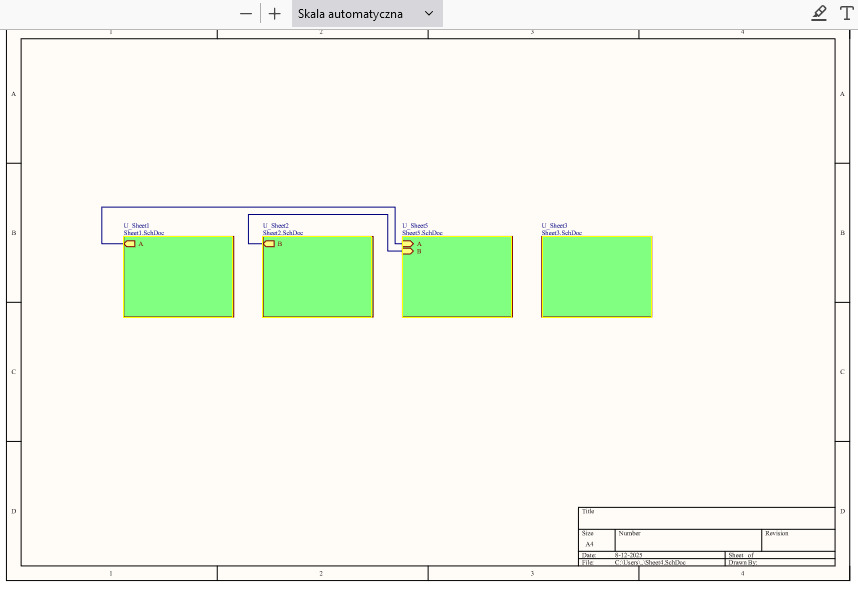 Skala automatyczna
1 2 3 4
A A
U_Sheet1 U_Sheet2 U_Sheet5 U_Sheet3
B Sheet1.SchDoc Sheet2.SchDoc Sheet5.SchDoc Sheet3.SchDoc B
A B A
B
C C
D D
Title
Size Number Revision
A4
Date: 8-12-2025 Sheet of
File: C:\Users\..\Sheet4.SchDoc Drawn By:
1 2 3 4